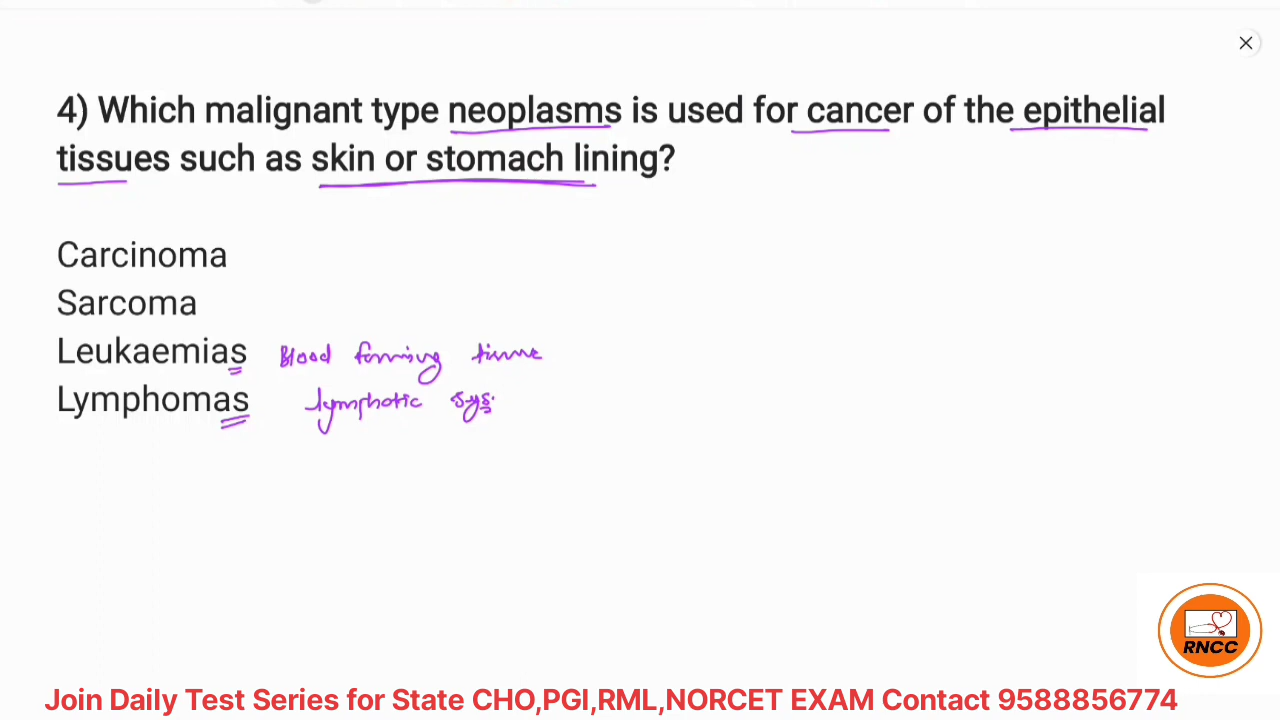 4) Which malignant type neoplasms is used for cancer of the epithelial
tissues such as skin or stomach lining?
Carcinoma
Sarcoma
Leukaemias Blood forming tissue
Lymphomas lymphotic sys.
RNCC
Join Daily Test Series for State CHO,PGI,RML,NORCET EXAM Contact 9588856774